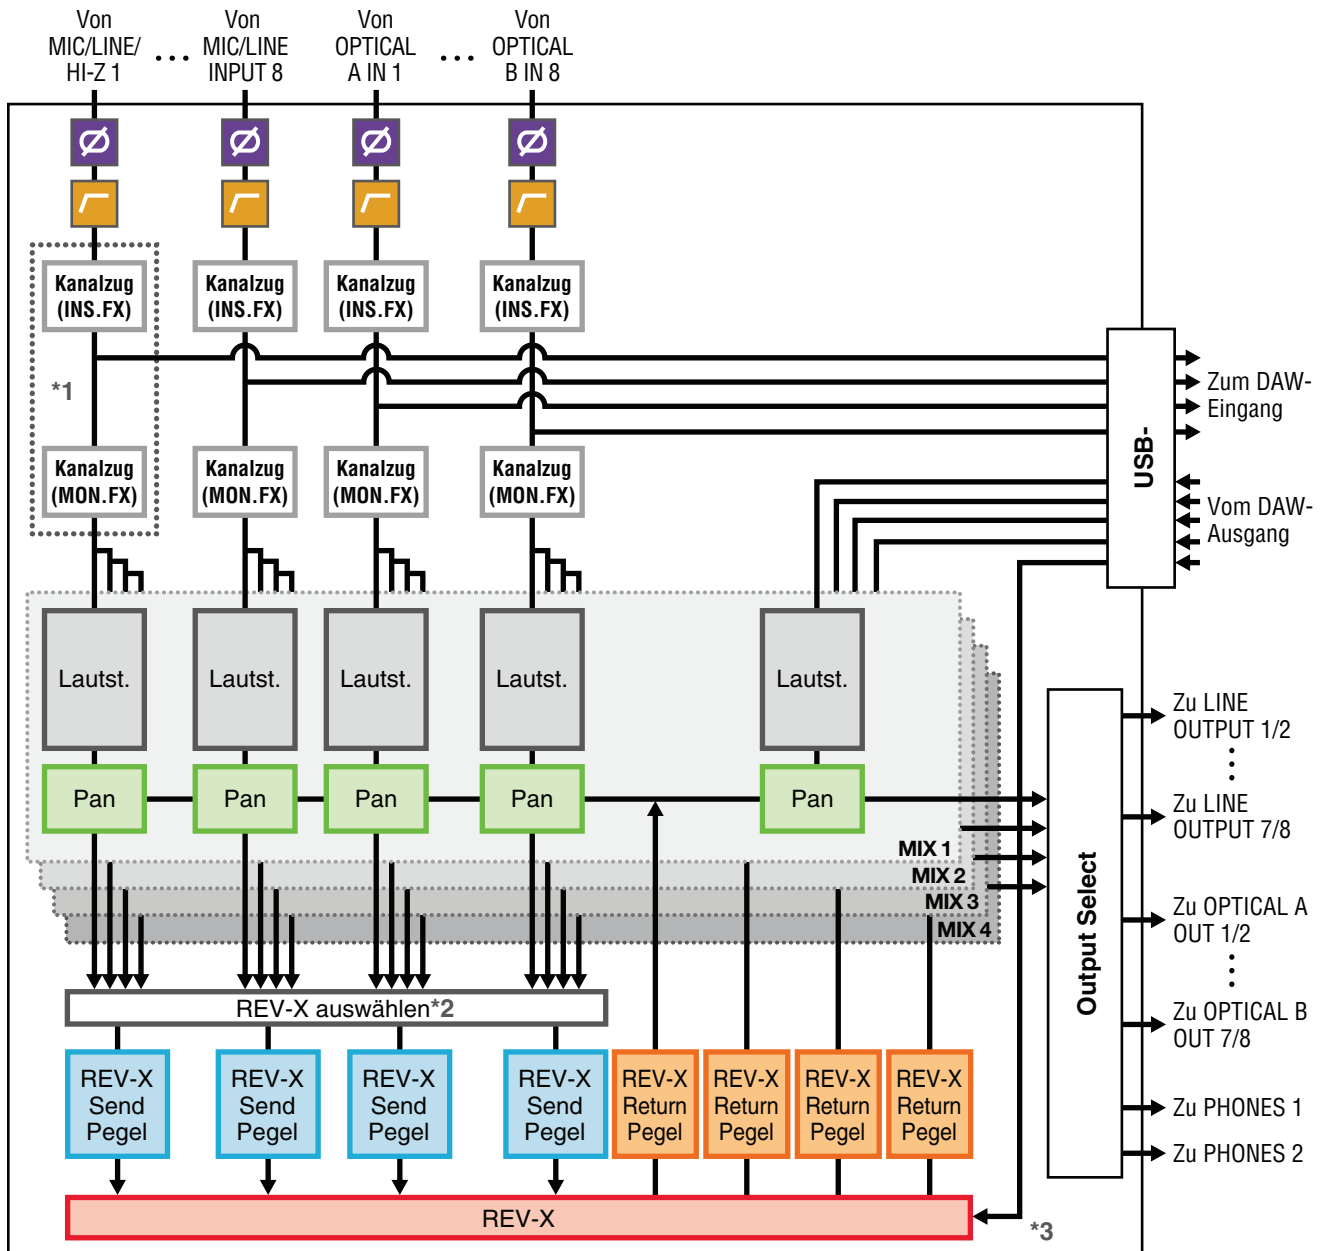 Von
MIC/LINE/
HI-Z 1
...
Von
MIC/LINE
INPUT 8
Von
OPTICAL
A IN 1
...
Von
OPTICAL
B IN 8
Kanalzug
(INS.FX)
Kanalzug
(INS.FX)
Kanalzug
(INS.FX)
Kanalzug
(INS.FX)
*1
Kanalzug
(MON.FX)
Kanalzug
(MON.FX)
Kanalzug
(MON.FX)
Kanalzug
(MON.FX)
USB-
Zum DAW-
Eingang
Vom DAW-
Ausgang
Lautst.
Lautst.
Lautst.
Lautst.
Lautst.
Pan
Pan
Pan
Pan
Pan
MIX 1
MIX 2
MIX 3
MIX 4
Output Select
Zu LINE
OUTPUT 1/2
Zu LINE
OUTPUT 7/8
Zu OPTICAL A
OUT 1/2
Zu OPTICAL B
OUT 7/8
Zu PHONES 1
Zu PHONES 2
REV-X auswählen*2
REV-X
Send
Pegel
REV-X
Send
Pegel
REV-X
Send
Pegel
REV-X
Send
Pegel
REV-X
Return
Pegel
REV-X
Return
Pegel
REV-X
Return
Pegel
REV-X
Return
Pegel
REV-X
*3